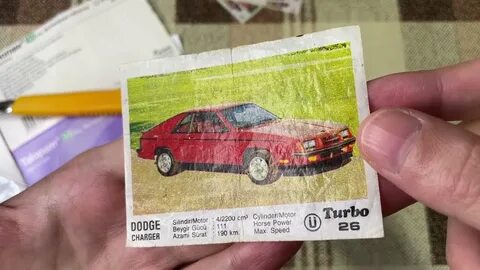 DODGE
CHARGER
Silindir/Motor : 4/2200 cm³ Cylinder/Motor
Beygir Gücü : 111 Horse Power
Azami Sürat : 190 km. Max. Speed
Ü Turbo
26